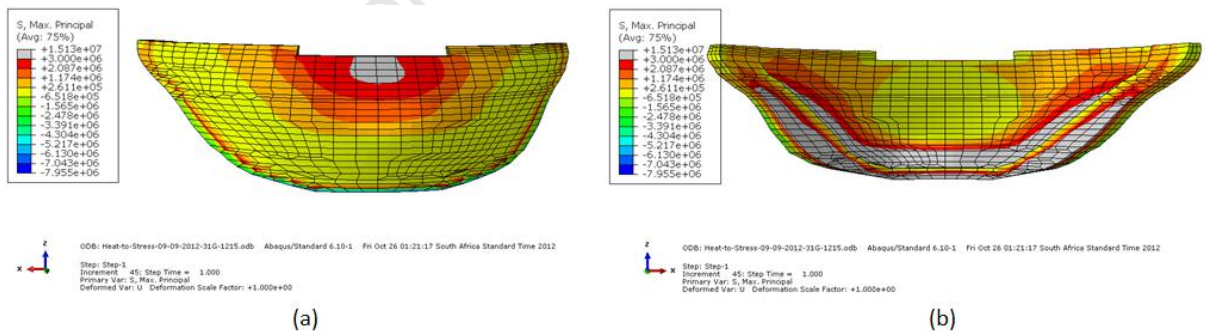 S, Max. Principal
(Avg: 75%)
+1.513e+07
+3.000e+06
+2.087e+06
+1.174e+06
+2.611e+05
-6.518e+05
-1.565e+06
-2.478e+06
-3.391e+06
-4.304e+06
-5.217e+06
-6.130e+06
-7.043e+06
-7.955e+06
z
x
ODB: Heat-to-Stress-09-09-2012-31G-1215.odb Abaqus/Standard 6.10-1 Fri Oct 26 01:21:17 South Africa Standard Time 2012
Step: Step-1
Increment 45: Step Time = 1.000
Primary Var: S, Max. Principal
Deformed Var: U Deformation Scale Factor: +1.000e+00
(a)
S, Max. Principal
(Avg: 75%)
+1.513e+07
+3.000e+06
+2.087e+06
+1.174e+06
+2.611e+05
-6.518e+05
-1.565e+06
-2.478e+06
-3.391e+06
-4.304e+06
-5.217e+06
-6.130e+06
-7.043e+06
-7.955e+06
z
x
ODB: Heat-to-Stress-09-09-2012-31G-1215.odb Abaqus/Standard 6.10-1 Fri Oct 26 01:21:17 South Africa Standard Time 2012
Step: Step-1
Increment 45: Step Time = 1.000
Primary Var: S, Max. Principal
Deformed Var: U Deformation Scale Factor: +1.000e+00
(b)